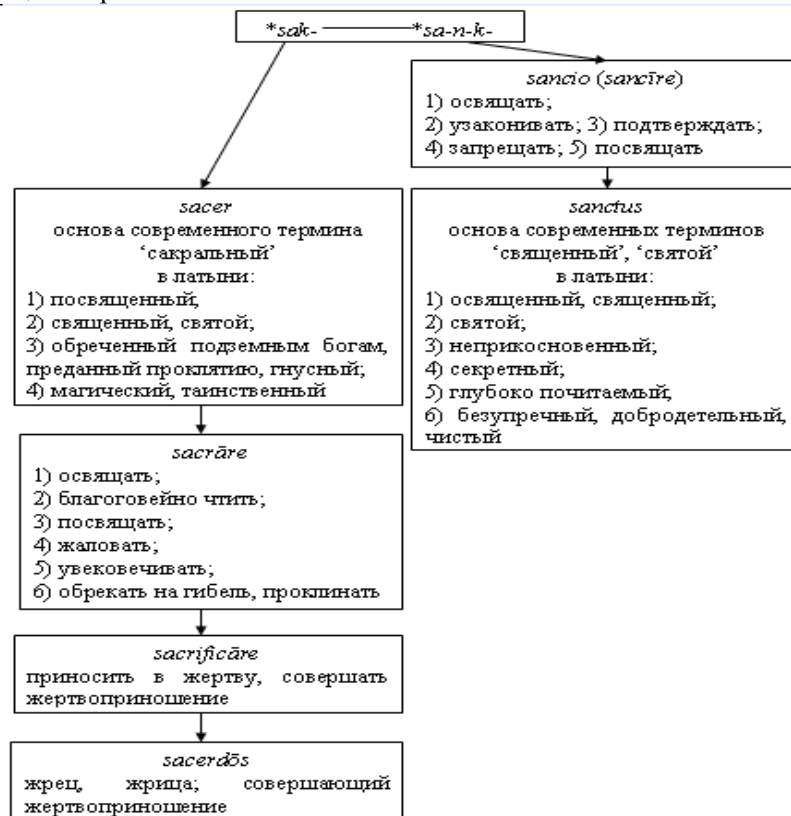 *sak- *sa-n-k-
sancio (sancīre)
1) освящать;
2) узаконивать; 3) подтверждать;
4) запрещать; 5) посвящать
sacer
основа современного термина
‘сакральный’
в латыни:
1) посвященный,
2) священный, святой;
3) обреченный подземным богам,
преданный проклятию, гнусный;
4) магический, таинственный
sanctus
основа современных терминов
‘священный’, ‘святой’
в латыни:
1) освященный, священный;
2) святой;
3) неприкосновенный;
4) секретный;
5) глубоко почитаемый,
6) безупречный, добродетельный,
чистый
sacrāre
1) освящать;
2) благоговейно чтить;
3) посвящать;
4) жаловать;
5) увековечивать;
6) обрекать на гибель, проклинать
sacrificāre
приносить в жертву, совершать
жертвоприношение
sacerdōs
жрец, жрица; совершающий
жертвоприношение